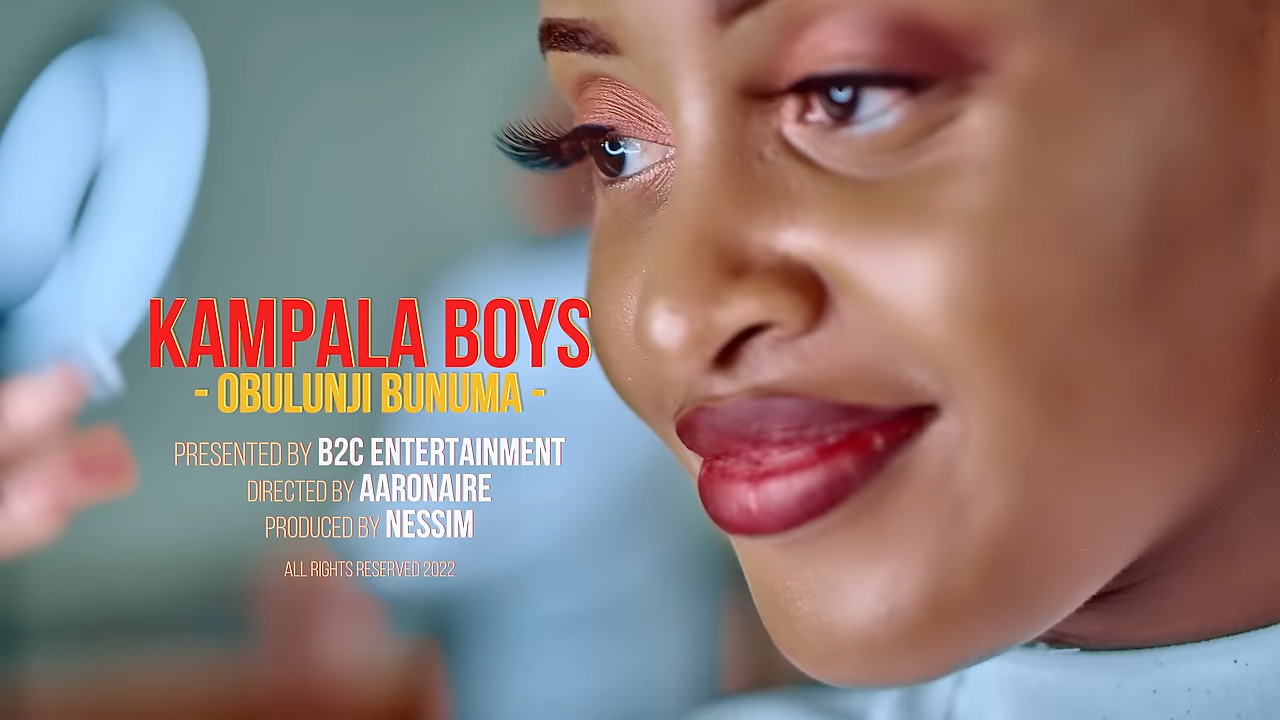 KAMPALA BOYS
- OBULUNJI BUNUMA -
PRESENTED BY B2C ENTERTAINMENT
DIRECTED BY AARONAIRE
PRODUCED BY NESSIM
ALL RIGHTS RESERVED 2022